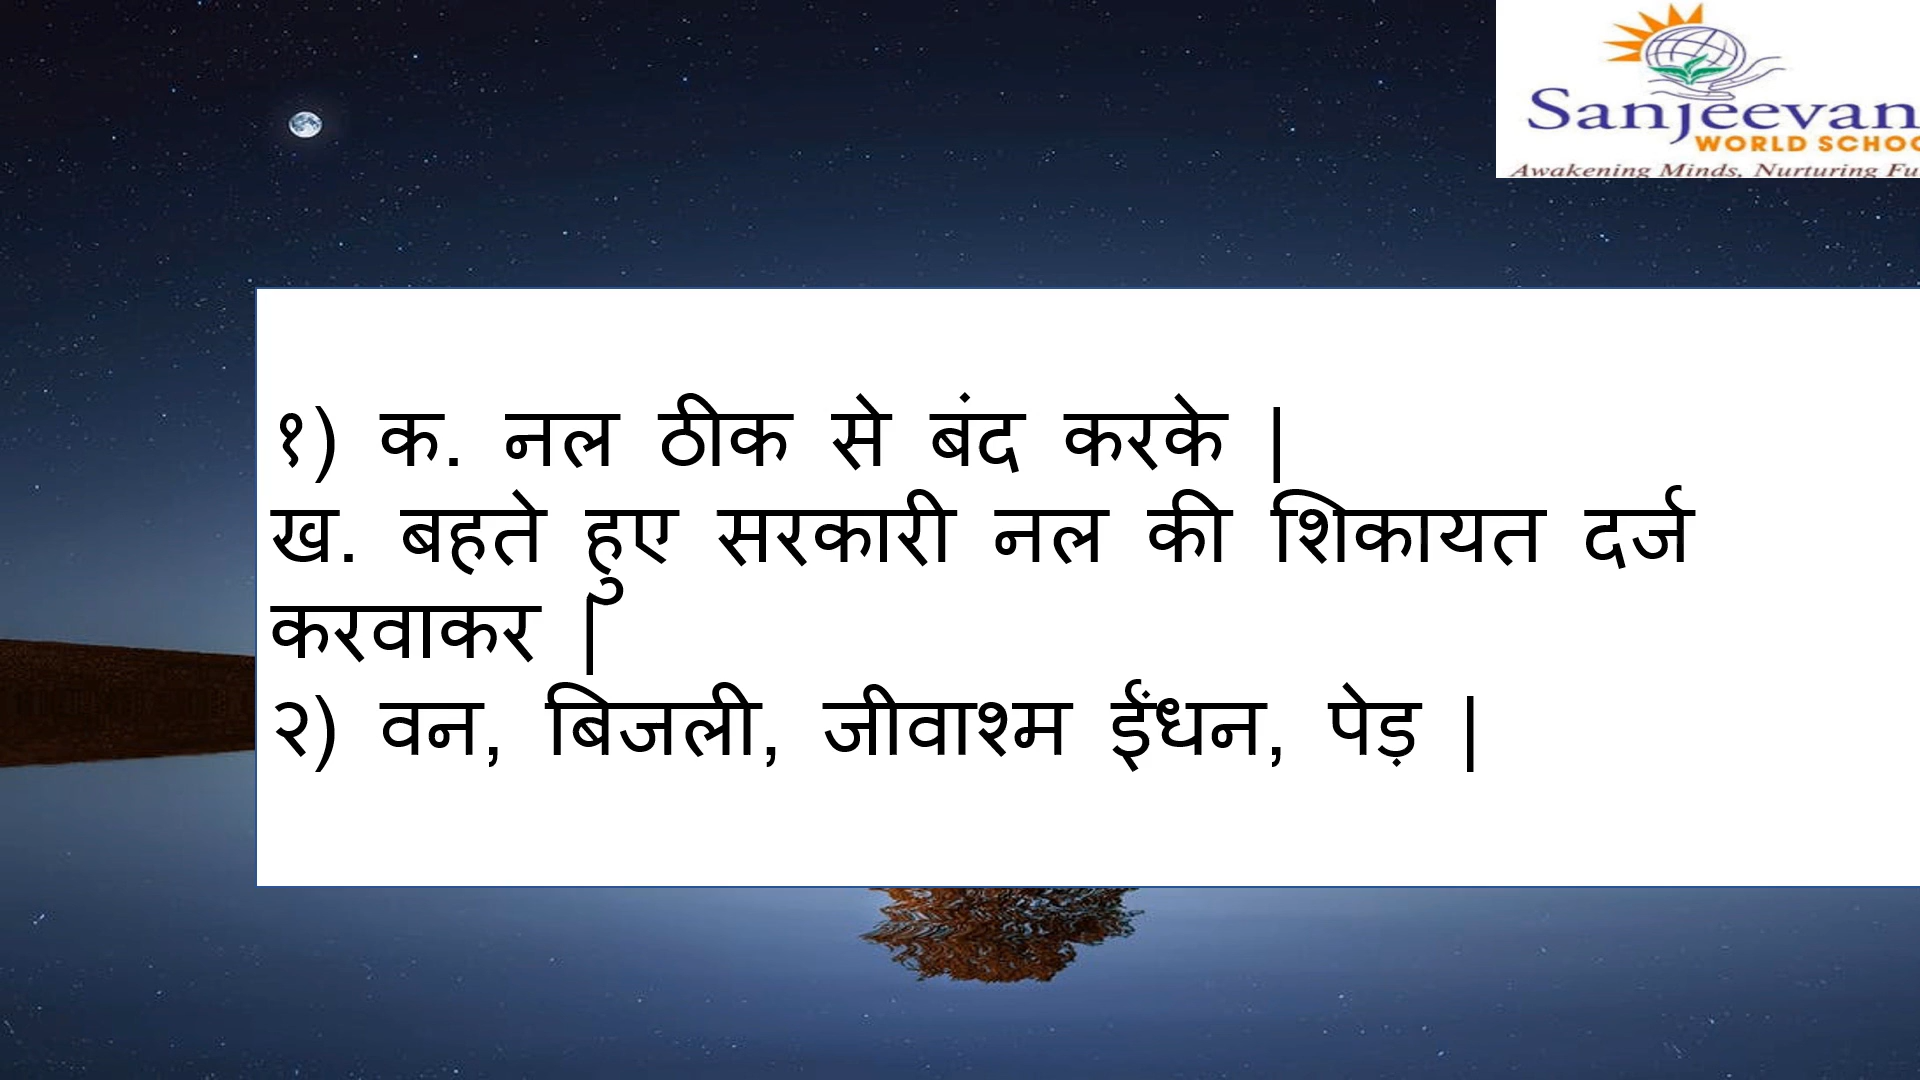 Sanjeevan
WORLD SCHOO
Awakening Minds, Nurturing Fu
१) क. नल ठीक से बंद करके |
ख. बहते हुए सरकारी नल की शिकायत दर्ज
करवाकर |
२) वन, बिजली, जीवाश्म ईंधन, पेड़ |